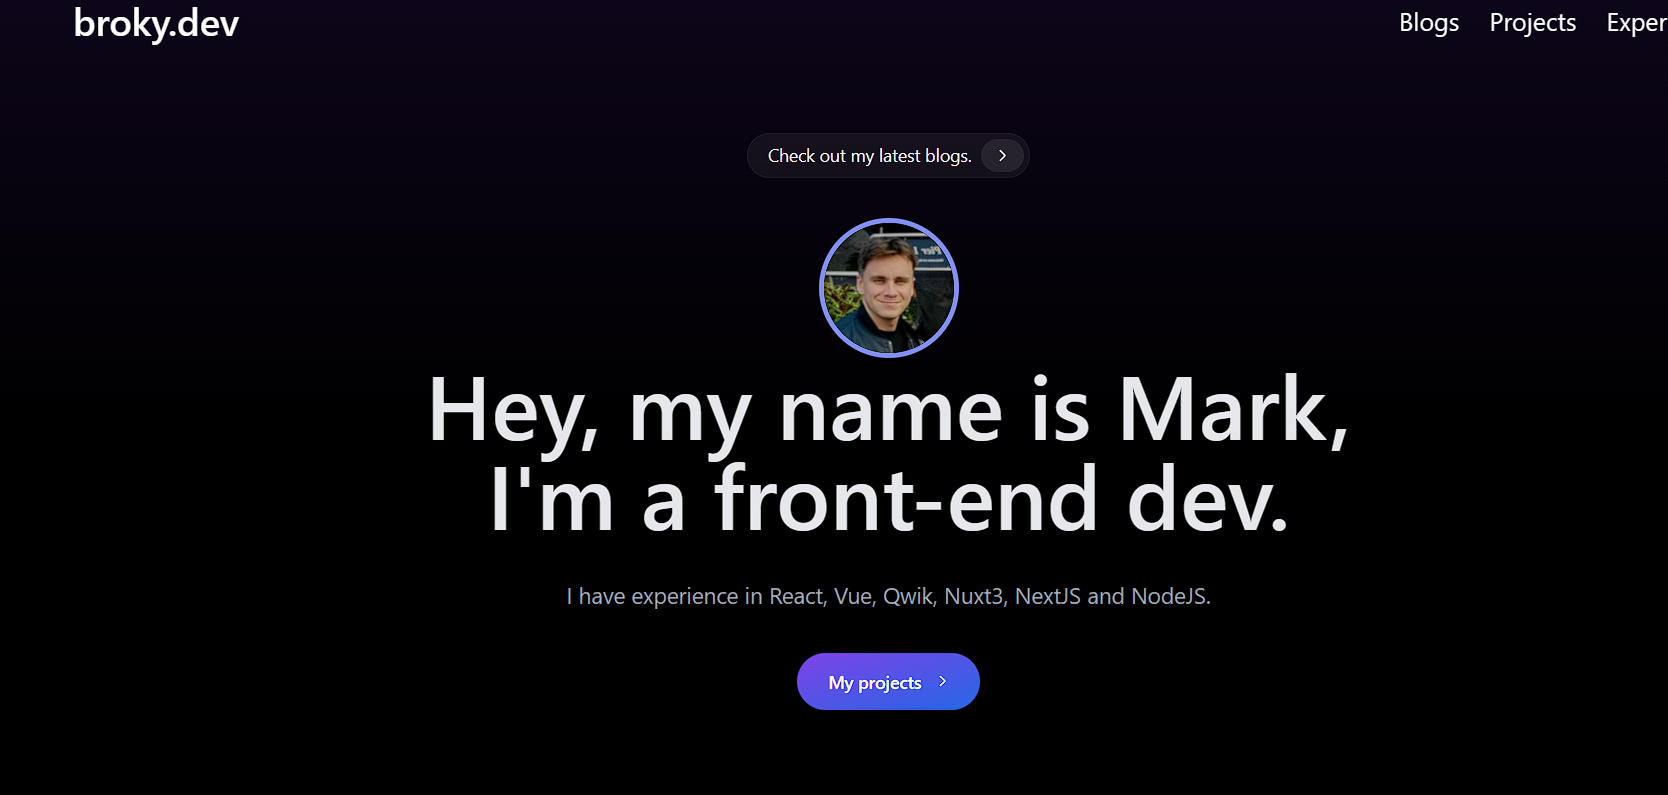 broky.dev
Blogs Projects Exper
Check out my latest blogs.
Hey, my name is Mark,
I'm a front-end dev.
I have experience in React, Vue, Qwik, Nuxt3, NextJS and NodeJS.
My projects